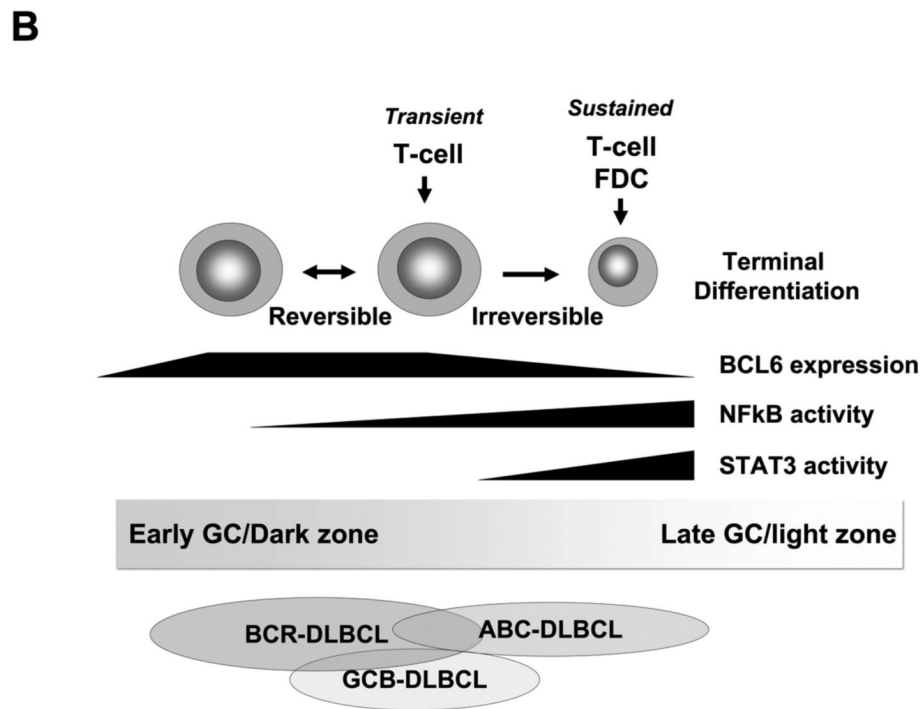 B
Transient
T-cell
Sustained
T-cell
FDC
Reversible
Irreversible
Terminal
Differentiation
BCL6 expression
NFkB activity
STAT3 activity
Early GC/Dark zone
Late GC/light zone
BCR-DLBCL
ABC-DLBCL
GCB-DLBCL